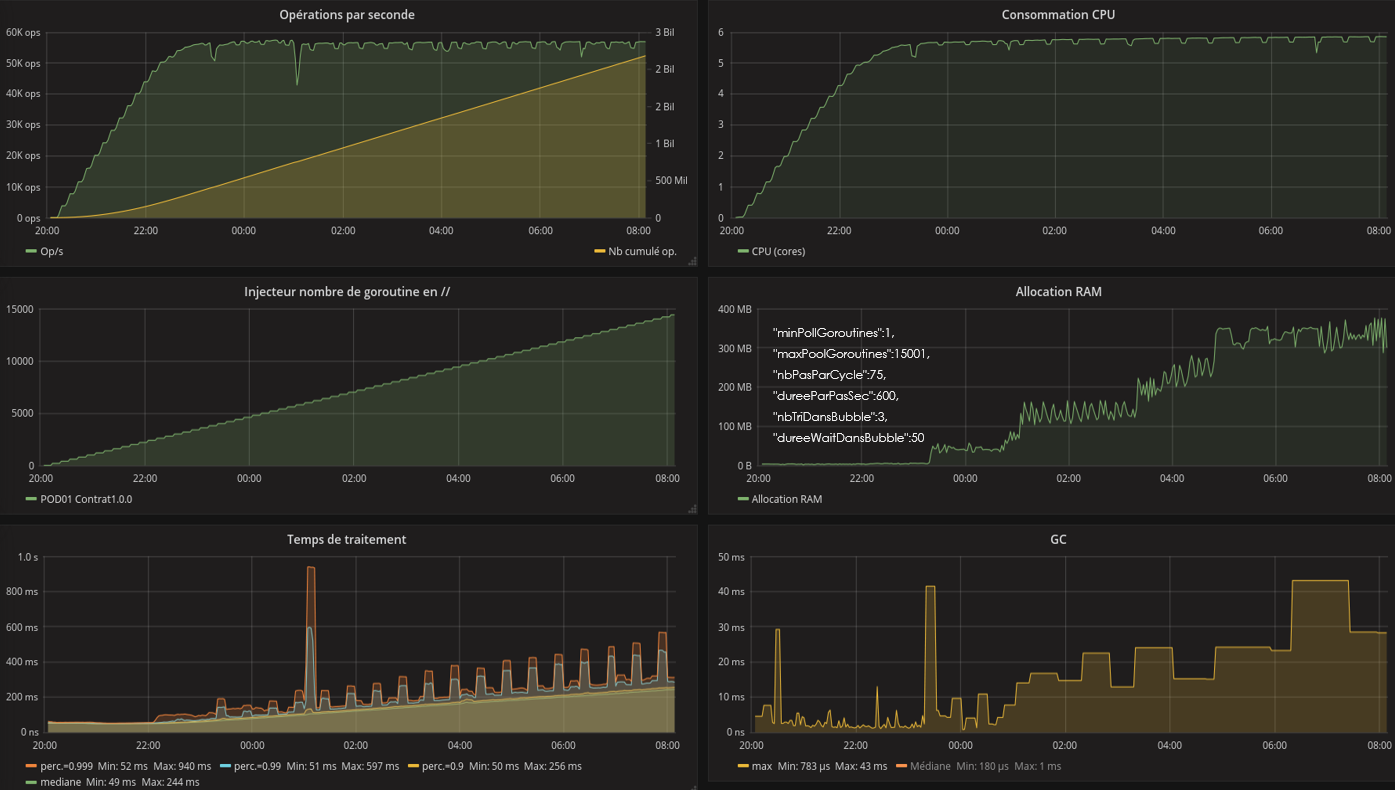 Opérations par seconde
60K ops
50K ops
40K ops
30K ops
20K ops
10K ops
0 ops
3 Bil
2 Bil
2 Bil
1 Bil
500 Mil
0
20:00 22:00 00:00 02:00 04:00 06:00 08:00
Op/s
Nb cumulé op.
Consommation CPU
6
5
4
3
2
1
0
20:00 22:00 00:00 02:00 04:00 06:00 08:00
CPU (cores)
Injecteur nombre de goroutine en //
15000
10000
5000
0
20:00 22:00 00:00 02:00 04:00 06:00 08:00
POD01 Contrat1.0.0
Allocation RAM
400 MB
300 MB
200 MB
100 MB
0 B
"minPollGoroutines":1,
"maxPoolGoroutines":15001,
"nbPasParCycle":75,
"dureeParPasSec":600,
"nbTriDansBubble":3,
"dureeWaitDansBubble":50
20:00 22:00 00:00 02:00 04:00 06:00 08:00
Allocation RAM
Temps de traitement
1.0 s
800 ms
600 ms
400 ms
200 ms
0 ns
20:00 22:00 00:00 02:00 04:00 06:00 08:00
perc.=0.999 Min: 52 ms Max: 940 ms perc.=0.99 Min: 51 ms Max: 597 ms perc.=0.9 Min: 50 ms Max: 256 ms
mediane Min: 49 ms Max: 244 ms
GC
50 ms
40 ms
30 ms
20 ms
10 ms
0 ns
20:00 22:00 00:00 02:00 04:00 06:00 08:00
max Min: 783 µs Max: 43 ms Médiane Min: 180 µs Max: 1 ms